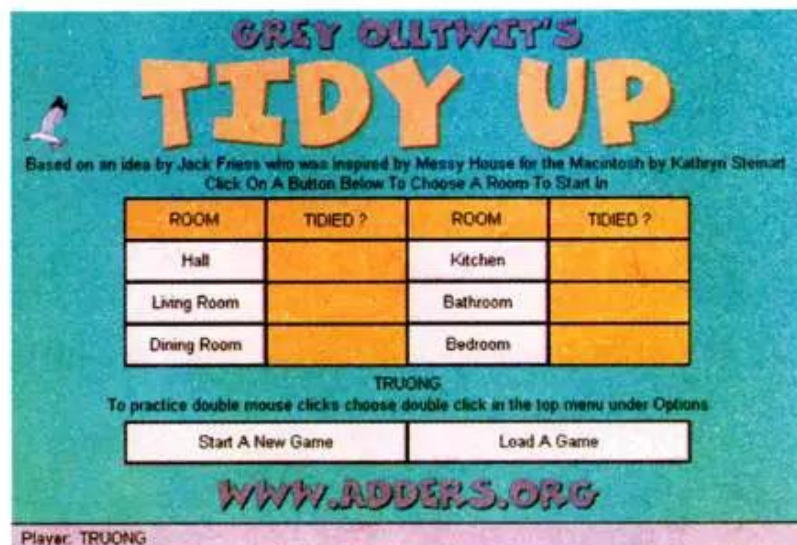 GREY OLLTWIT'S
TIDY UP
Based on an idea by Jack Friess who was inspired by Messy House for the Macintosh by Kathryn Steinart
Click On A Button Below To Choose A Room To Start In
ROOM TIDIED ? ROOM TIDIED ?
Hall Kitchen
Living Room Bathroom
Dining Room Bedroom
TRUONG
To practice double mouse clicks choose double click in the top menu under Options
Start A New Game Load A Game
WWW.ADDERS.ORG
Player: TRUONG